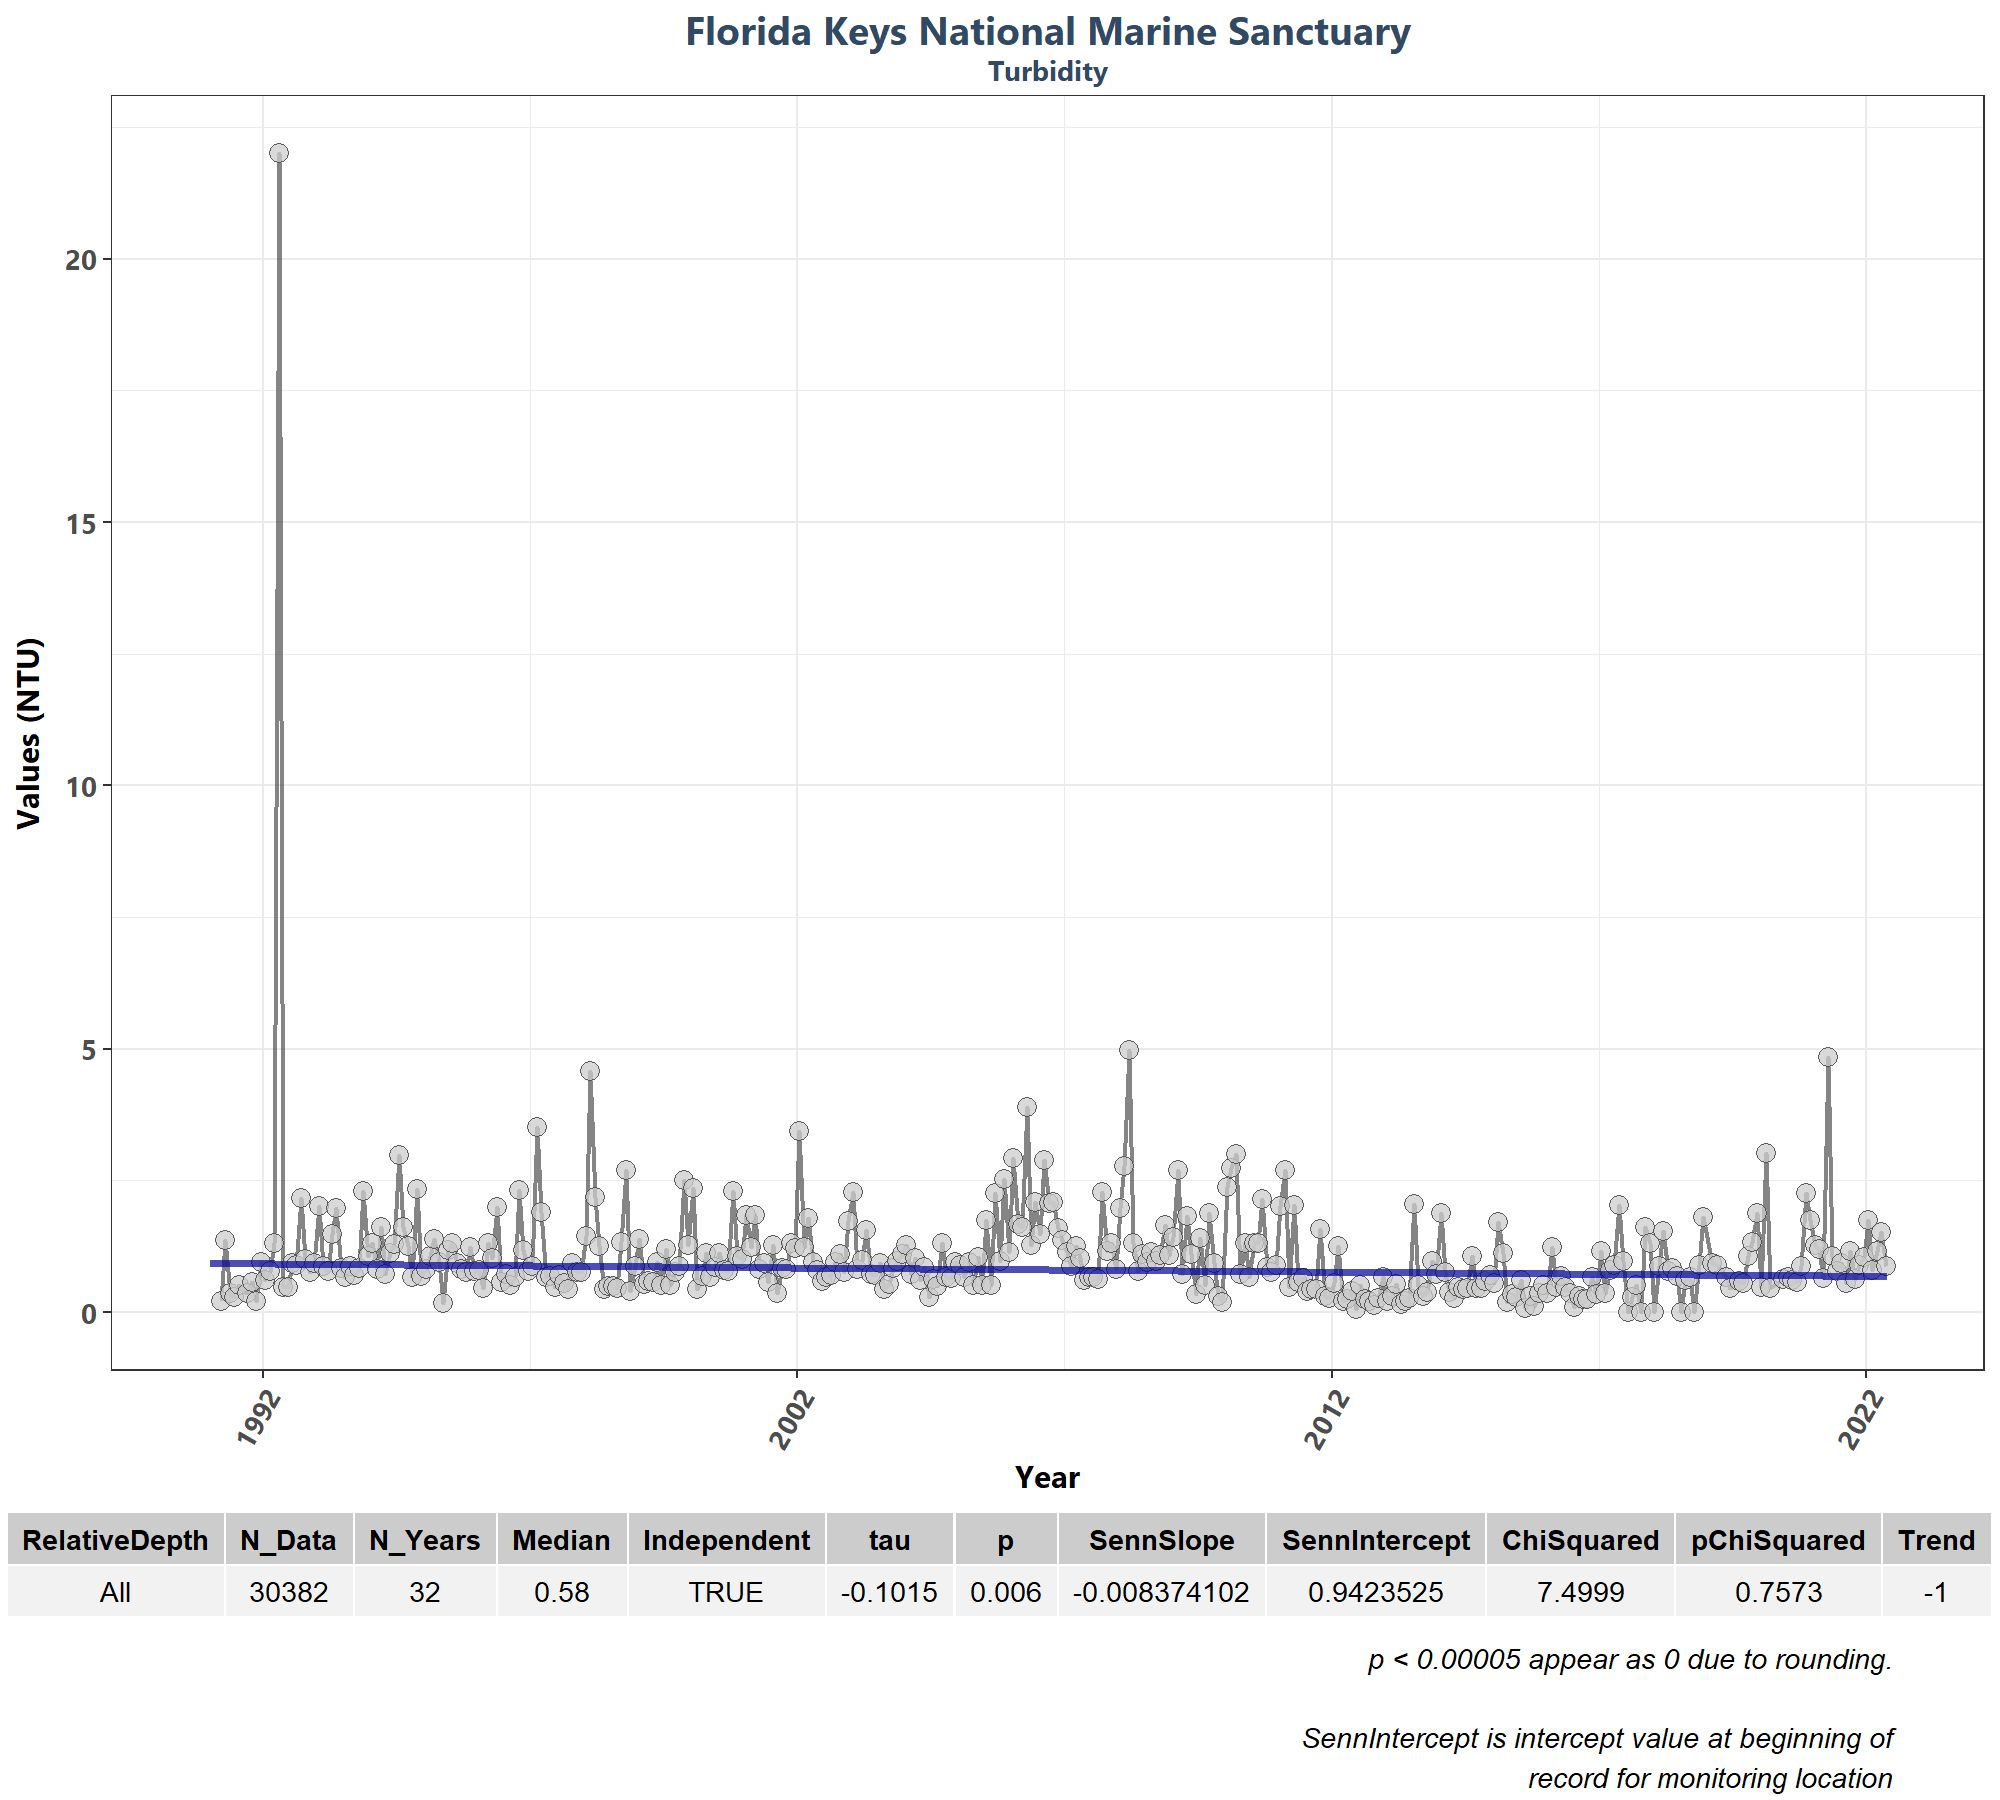 Florida Keys National Marine Sanctuary
Turbidity
Values (NTU)
20
15
10
5
0
1992 2002 2012 2022
Year
RelativeDepth N_Data N_Years Median Independent tau p SennSlope SennIntercept ChiSquared pChiSquared Trend
All 30382 32 0.58 TRUE -0.1015 0.006 -0.008374102 0.9423525 7.4999 0.7573 -1
p < 0.00005 appear as 0 due to rounding.
SennIntercept is intercept value at beginning of
record for monitoring location